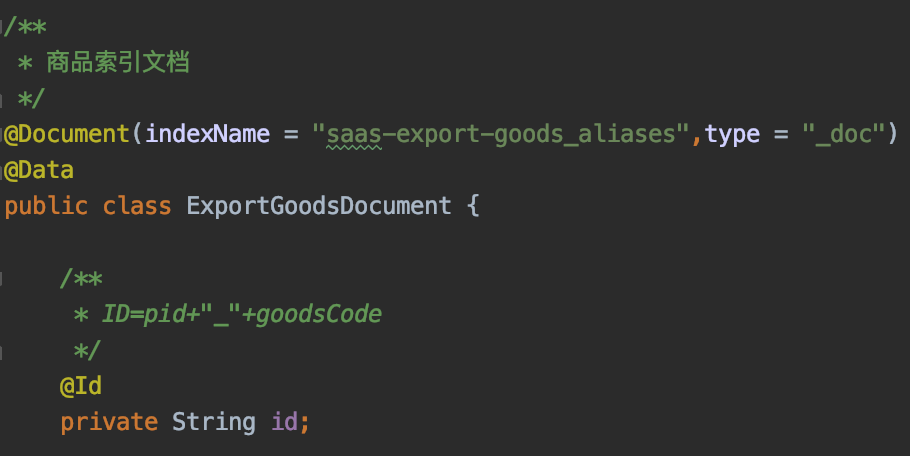 /**
 * 商品索引文档
 */
@Document(indexName = "saas-export-goods_aliases",type = "_doc")
@Data
public class ExportGoodsDocument {
    /**
     * ID=pid+"_"+goodsCode
     */
    @Id
    private String id;